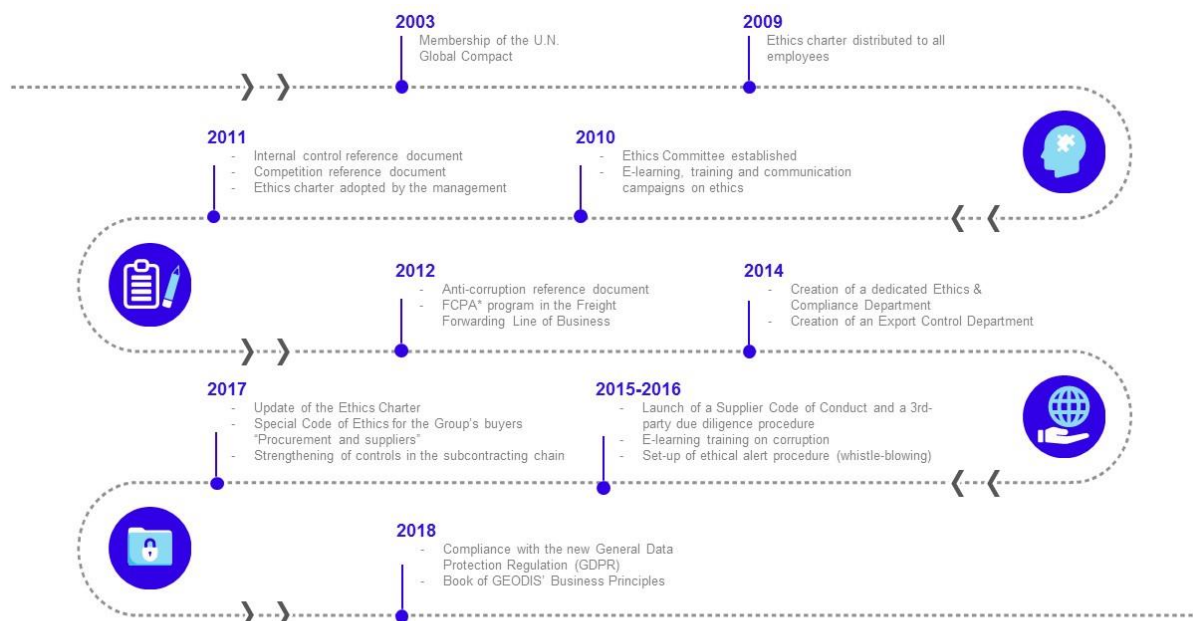 2003
Membership of the U.N.
Global Compact
2009
Ethics charter distributed to all
employees
2010
- Ethics Committee established
- E-learning, training and communication
campaigns on ethics
2011
- Internal control reference document
- Competition reference document
- Ethics charter adopted by the management
2012
- Anti-corruption reference document
- FCPA* program in the Freight
Forwarding Line of Business
2014
- Creation of a dedicated Ethics &
Compliance Department
- Creation of an Export Control Department
2015-2016
- Launch of a Supplier Code of Conduct and a 3rd-
party due diligence procedure
- E-learning training on corruption
- Set-up of ethical alert procedure (whistle-blowing)
2017
- Update of the Ethics Charter
- Special Code of Ethics for the Group's buyers
“Procurement and suppliers”
- Strengthening of controls in the subcontracting chain
2018
- Compliance with the new General Data
Protection Regulation (GDPR)
- Book of GEODIS' Business Principles